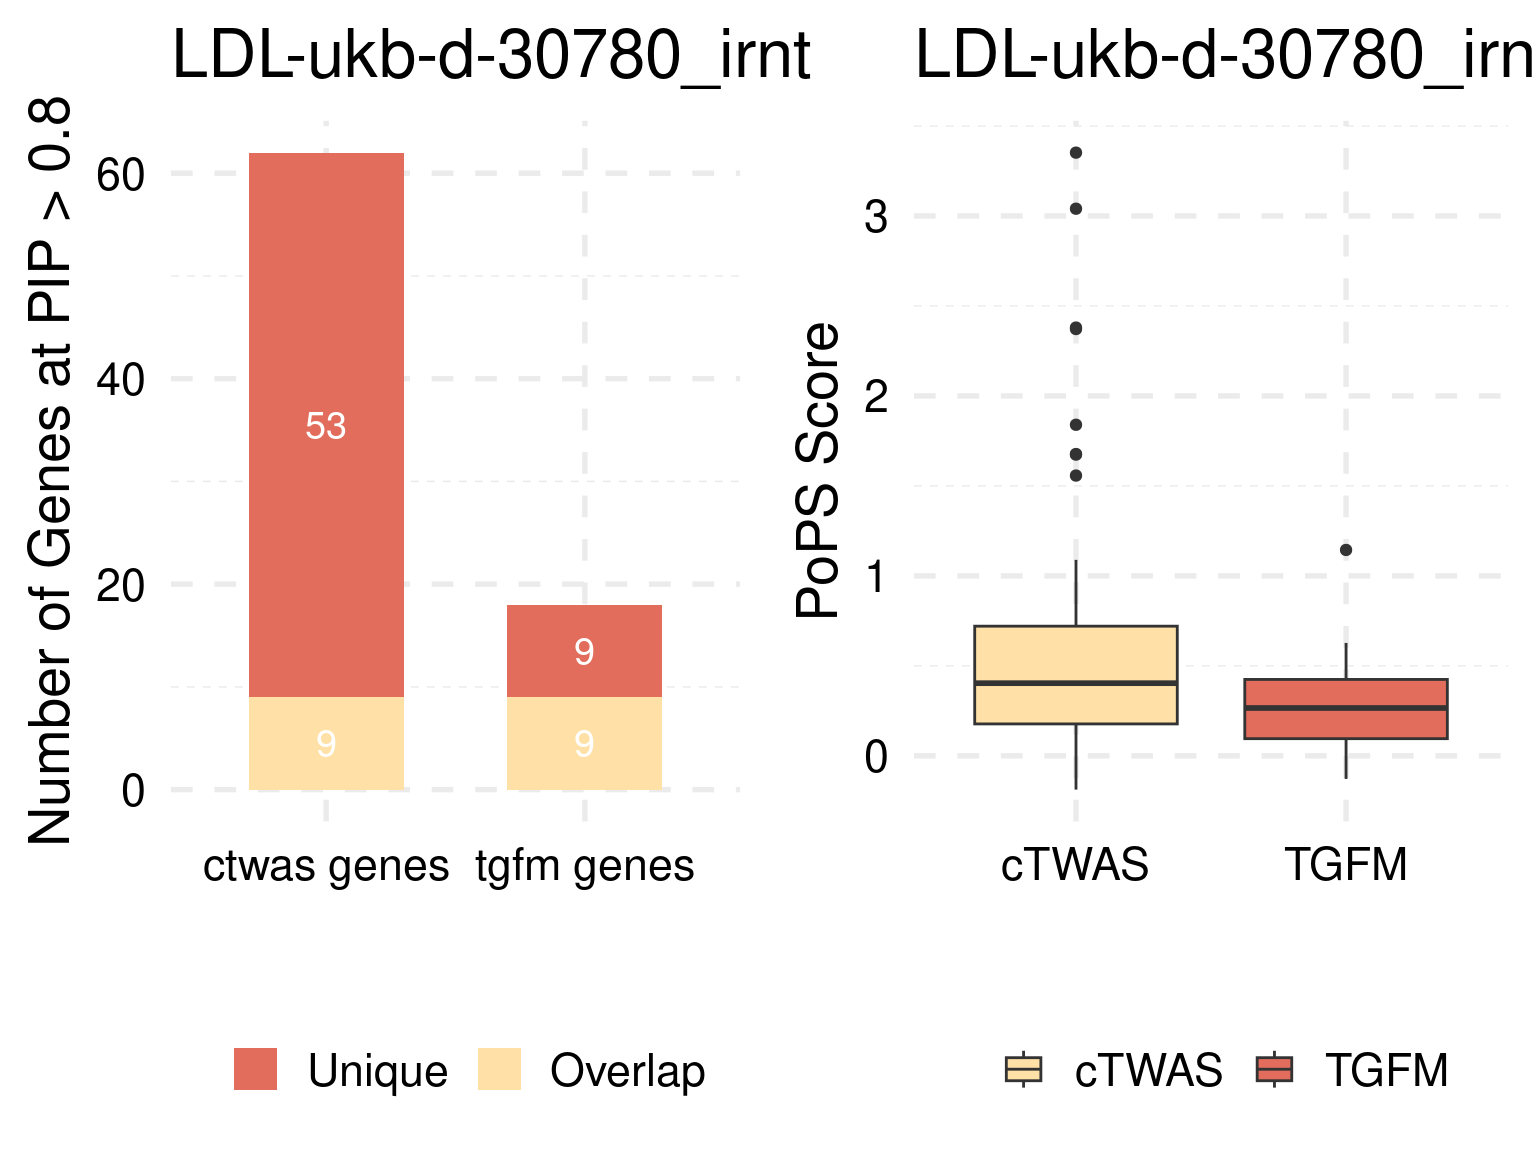 LDL-ukb-d-30780_irnt
Number of Genes at PIP > 0.8
60
40
20
0
53
9
9
9
ctwas genes
tgfm genes
Unique
Overlap
LDL-ukb-d-30780_irn
PoPS Score
3
2
1
0
cTWAS
TGFM
cTWAS
TGFM